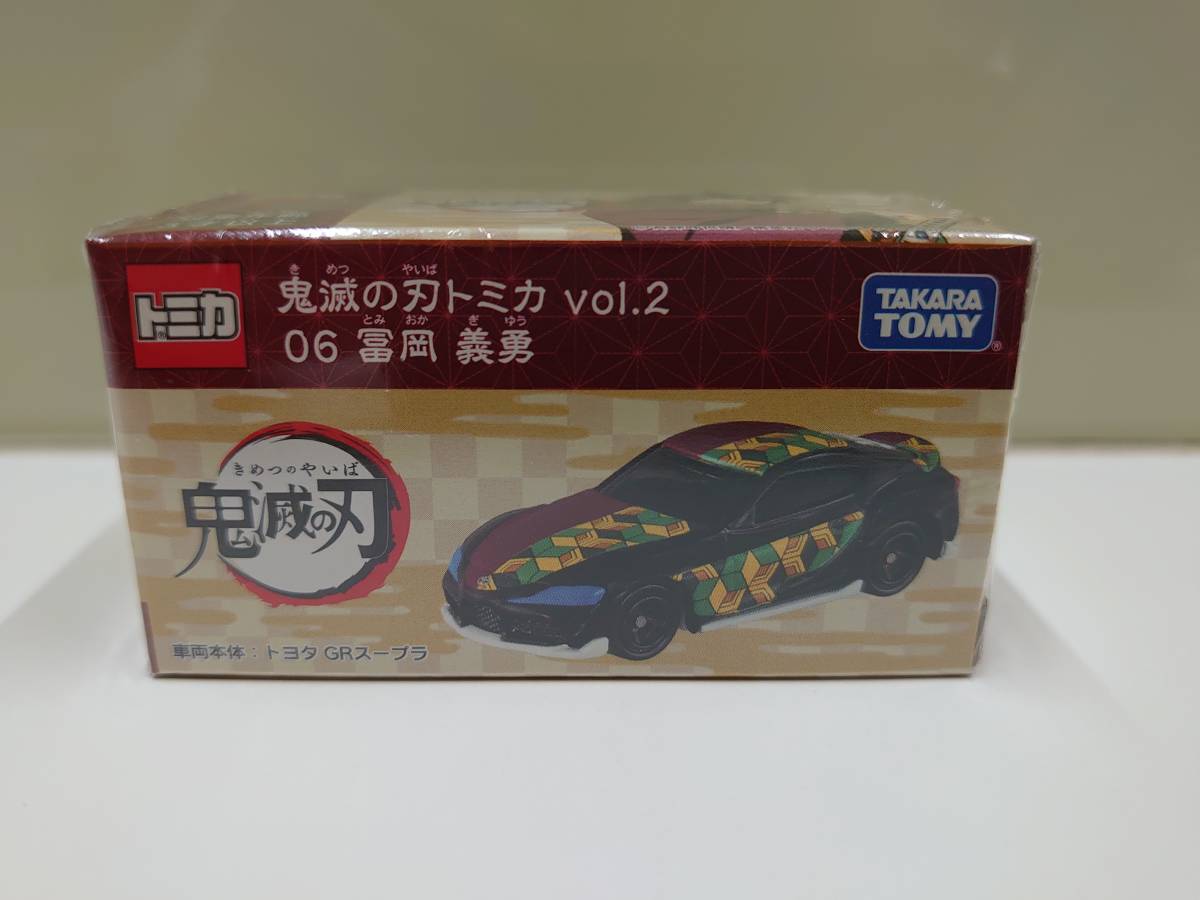 トミカ
®
き めつ やいば
鬼滅の刃トミカ vol.2
とみ おか ぎ ゆう
06 冨岡 義勇
TAKARA
TOMY
®
きめつのやいば
鬼滅の刃
車両本体：トヨタ GRスープラ